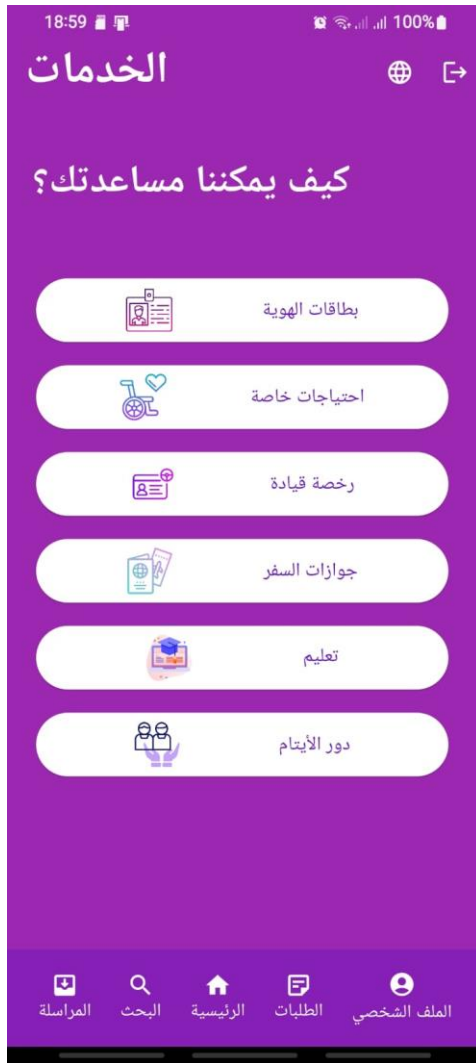 18:59
100%
الخدمات
كيف يمكننا مساعدتك؟
بطاقات الهوية
احتياجات خاصة
رخصة قيادة
جوازات السفر
تعليم
دور الأيتام
الملف الشخصي
الطلبات
الرئيسية
البحث
المراسلة